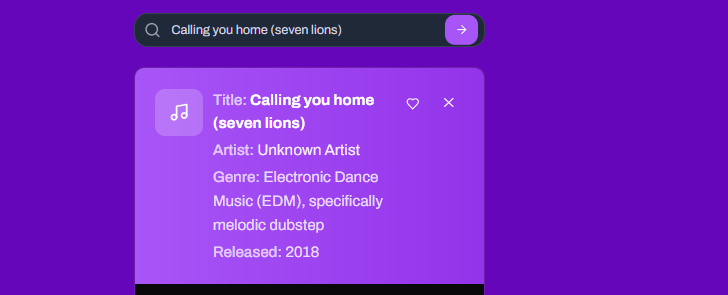 Calling you home (seven lions)
Title: Calling you home
(seven lions)
Artist: Unknown Artist
Genre: Electronic Dance
Music (EDM), specifically
melodic dubstep
Released: 2018